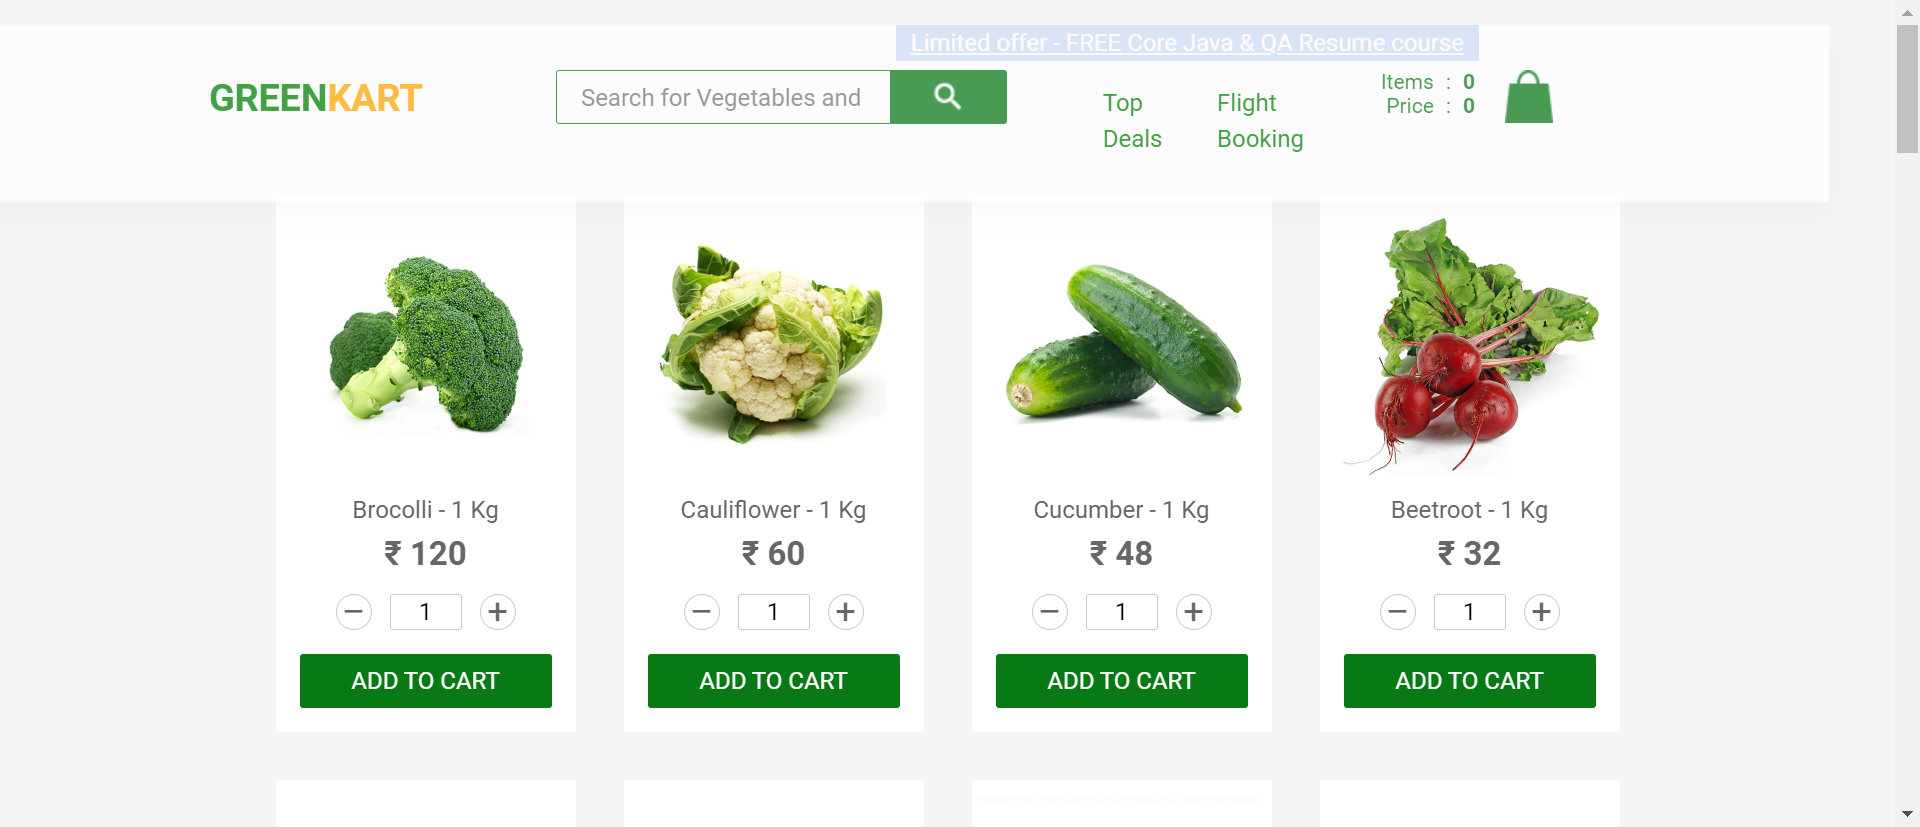 Limited offer - FREE Core Java & QA Resume course
GREENKART
Search for Vegetables and
Top Deals
Flight Booking
Items : 0
Price : 0
Brocolli - 1 Kg
₹ 120
1
ADD TO CART
Cauliflower - 1 Kg
₹ 60
1
ADD TO CART
Cucumber - 1 Kg
₹ 48
1
ADD TO CART
Beetroot - 1 Kg
₹ 32
1
ADD TO CART